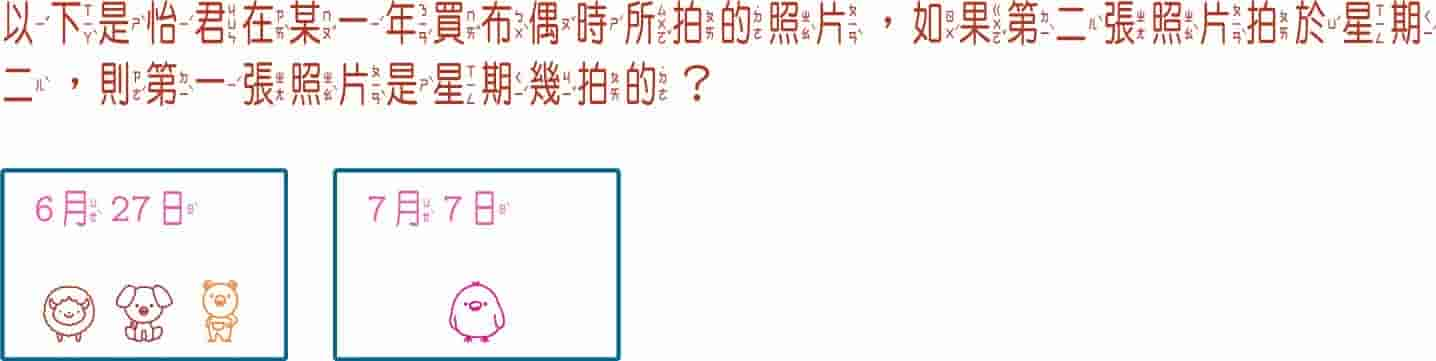 以下是怡君在某一年買布偶時所拍的照片，如果第二張照片拍於星期
二，則第一張照片是星期幾拍的？
6月27日
7月7日